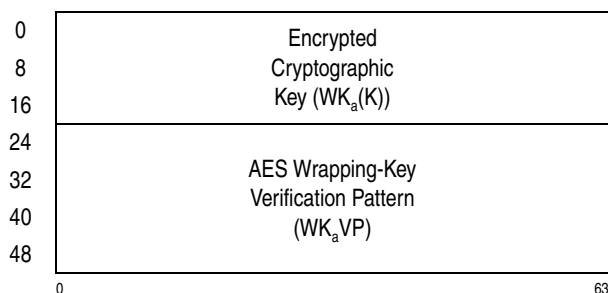 0
8
16
24
32
40
48
Encrypted
Cryptographic
Key (WKₐ(K))
AES Wrapping-Key
Verification Pattern
(WKₐVP)
0 63